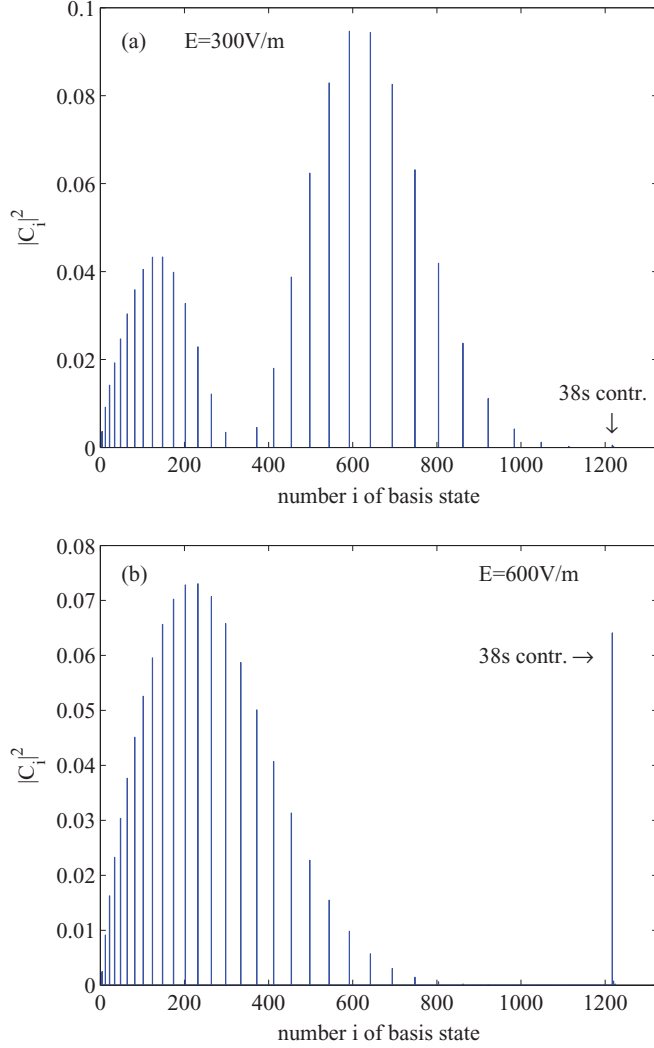 0.1
(a) E=300V/m
0.08
0.06
|C_i|^2
0.04
0.02
38s contr.
↓
0
0 200 400 600 800 1000 1200
number i of basis state
0.08
(b) E=600V/m
0.07
0.06
38s contr. →
0.05
0.04
|C_i|^2
0.03
0.02
0.01
0
0 200 400 600 800 1000 1200
number i of basis state